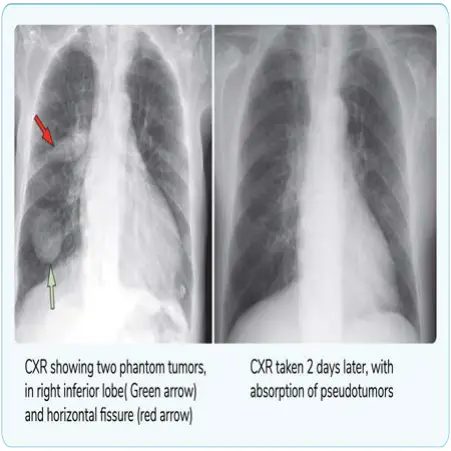 CXR showing two phantom tumors,
in right inferior lobe( Green arrow)
and horizontal fissure (red arrow)
CXR taken 2 days later, with
absorption of pseudotumors